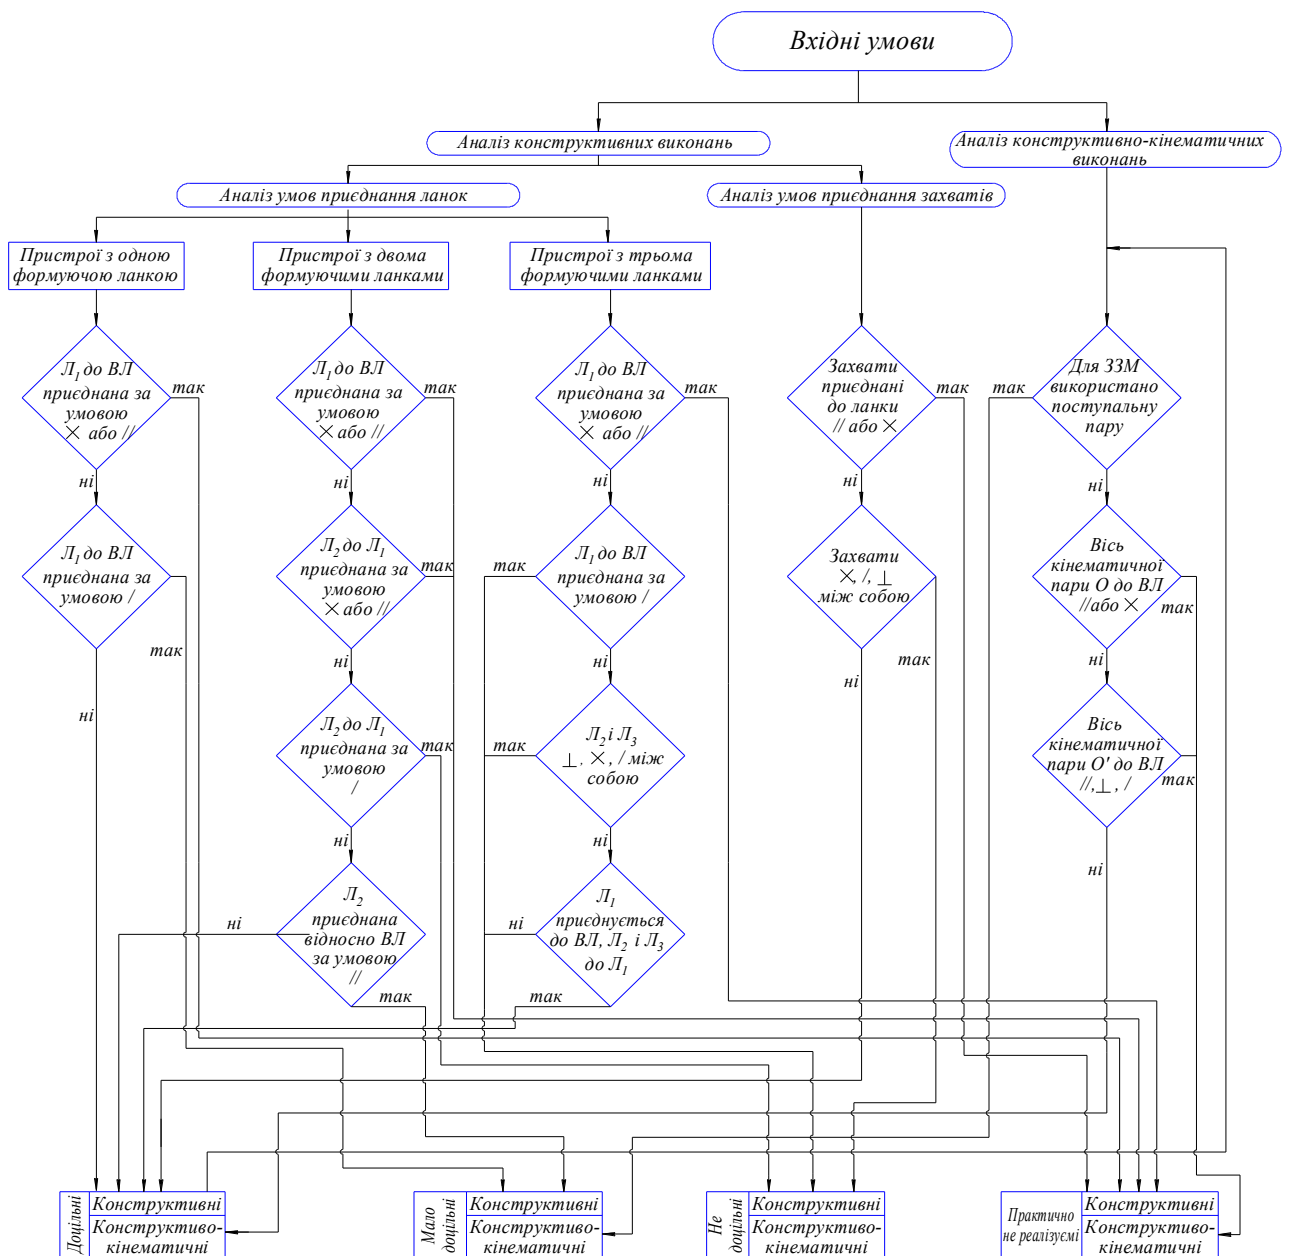 Вхідні умови
Аналіз конструктивних виконань
Аналіз конструктивно-кінематичних
виконань
Аналіз умов приєднання ланок
Аналіз умов приєднання захватів
Пристрої з одною
формуючою ланкою
Пристрої з двома
формуючими ланками
Пристрої з трьома
формуючими ланками
Л1 до ВЛ
приєднана за
умовою
× або //
так
ні
Л1 до ВЛ
приєднана за
умовою /
так
ні
Л1 до ВЛ
приєднана за
умовою
× або //
так
ні
Л2 до Л1
приєднана за
умовою
× або //
так
ні
Л2 до Л1
приєднана за
умовою
/
так
ні
Л2
приєднана
відносно ВЛ
за умовою
//
ні
так
Л1 до ВЛ
приєднана за
умовою
× або //
так
ні
Л1 до ВЛ
приєднана за
умовою /
так
ні
Л2 і Л3
⊥, ×, / між
собою
так
ні
Л1
приєднується
до ВЛ, Л2 і Л3
до Л1
ні
так
Захвати
приєднані
до ланки
// або ×
так
ні
Захвати
×, /, ⊥
між собою
так
ні
Для ЗЗМ
використано
поступальну
пару
так
ні
Вісь
кінематичної
пари О до ВЛ
//або ×
так
ні
Вісь
кінематичної
пари О' до ВЛ
//,⊥, /
так
ні
Доцільні
Конструктивні
Конструктиво-
кінематичні
Мало
доцільні
Конструктивні
Конструктиво-
кінематичні
Не
доцільні
Конструктивні
Конструктиво-
кінематичні
Практично
не реалізуємі
Конструктивні
Конструктиво-
кінематичні